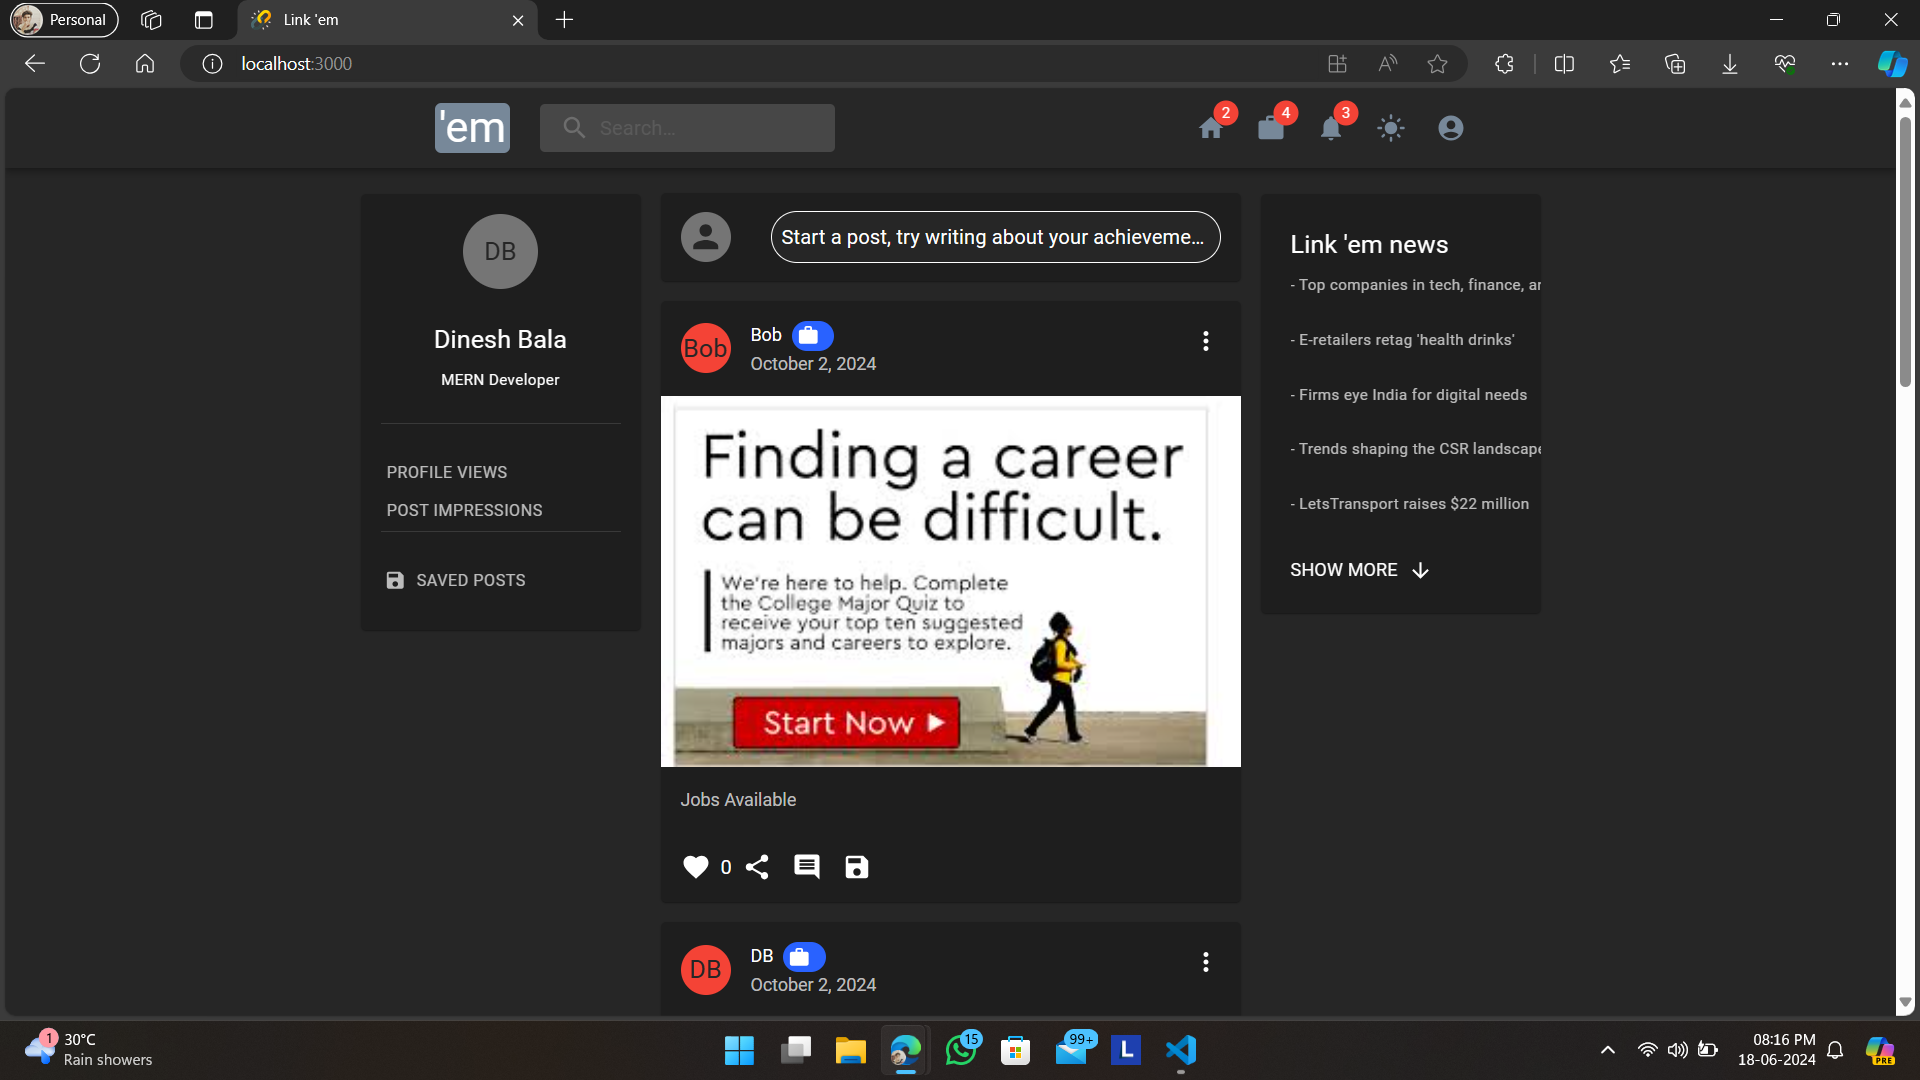 Personal
Link 'em
localhost:3000
'em
Search...
2
4
3
DB
Dinesh Bala
MERN Developer
PROFILE VIEWS
POST IMPRESSIONS
SAVED POSTS
Start a post, try writing about your achieveme...
Bob
Bob
October 2, 2024
Finding a career
can be difficult.
We're here to help. Complete
the College Major Quiz to
receive your top ten suggested
majors and careers to explore.
Start Now
Jobs Available
0
DB
DB
October 2, 2024
Link 'em news
- Top companies in tech, finance, an
- E-retailers retag 'health drinks'
- Firms eye India for digital needs
- Trends shaping the CSR landscape
- LetsTransport raises $22 million
SHOW MORE
1
30°C
Rain showers
15
99+
L
08:16 PM
18-06-2024
PRE